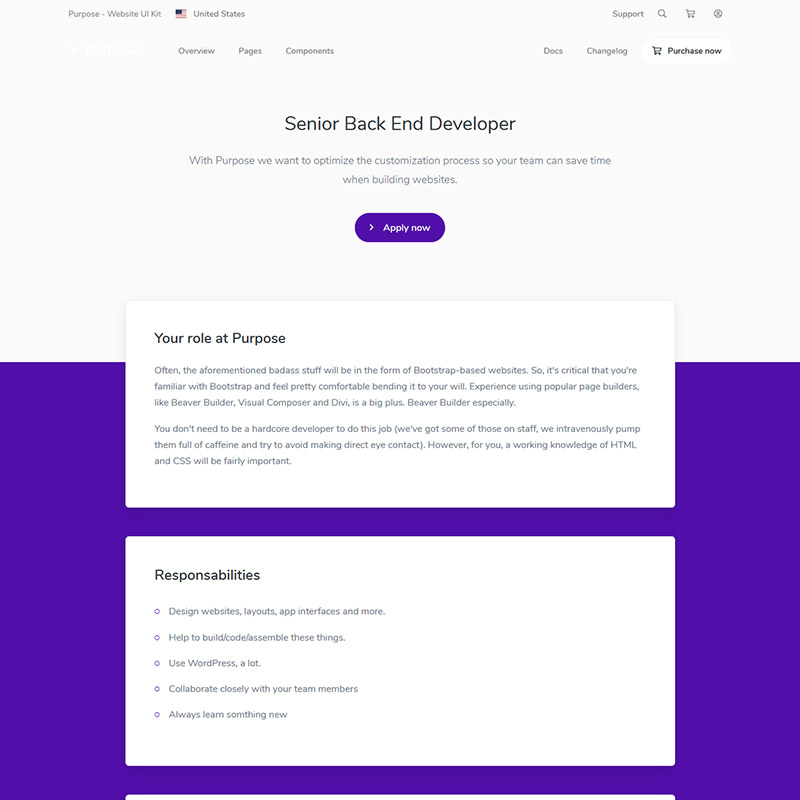 Purpose - Website UI Kit United States Support
purpose Overview Pages Components Docs Changelog Purchase now
Senior Back End Developer
With Purpose we want to optimize the customization process so your team can save time
when building websites.
Apply now
Your role at Purpose
Often, the aforementioned badass stuff will be in the form of Bootstrap-based websites. So, it's critical that you're
familiar with Bootstrap and feel pretty comfortable bending it to your will. Experience using popular page builders,
like Beaver Builder, Visual Composer and Divi, is a big plus. Beaver Builder especially.
You don't need to be a hardcore developer to do this job (we've got some of those on staff, we intravenously pump
them full of caffeine and try to avoid making direct eye contact). However, for you, a working knowledge of HTML
and CSS will be fairly important.
Responsabilities
Design websites, layouts, app interfaces and more.
Help to build/code/assemble these things.
Use WordPress, a lot.
Collaborate closely with your team members
Always learn somthing new